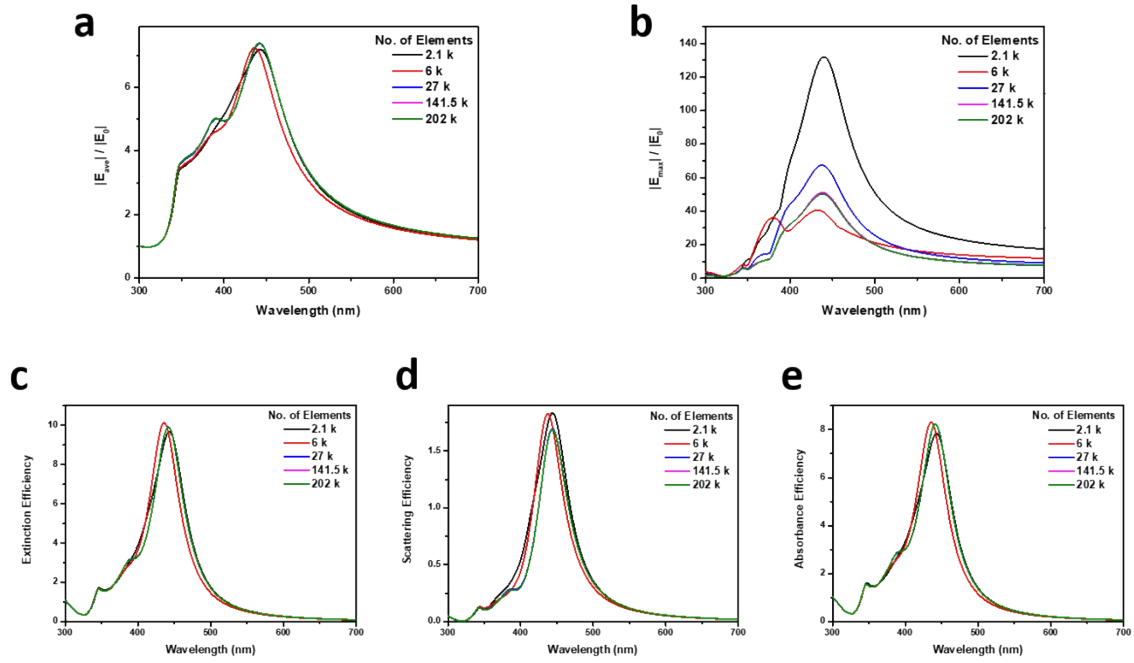 a
No. of Elements
2.1 k
6 k
27 k
141.5 k
202 k
|E_ave| / |E_0|
6
4
2
0
300 400 500 600 700
Wavelength (nm)
b
No. of Elements
2.1 k
6 k
27 k
141.5 k
202 k
|E_max| / |E_0|
140
120
100
80
60
40
20
0
300 400 500 600 700
Wavelength (nm)
c
No. of Elements
2.1 k
6 k
27 k
141.5 k
202 k
Extinction Efficiency
10
8
6
4
2
0
300 400 500 600 700
Wavelength (nm)
d
No. of Elements
2.1 k
6 k
27 k
141.5 k
202 k
Scattering Efficiency
1.5
1.0
0.5
0.0
300 400 500 600 700
Wavelength (nm)
e
No. of Elements
2.1 k
6 k
27 k
141.5 k
202 k
Absorbance Efficiency
8
6
4
2
0
300 400 500 600 700
Wavelength (nm)